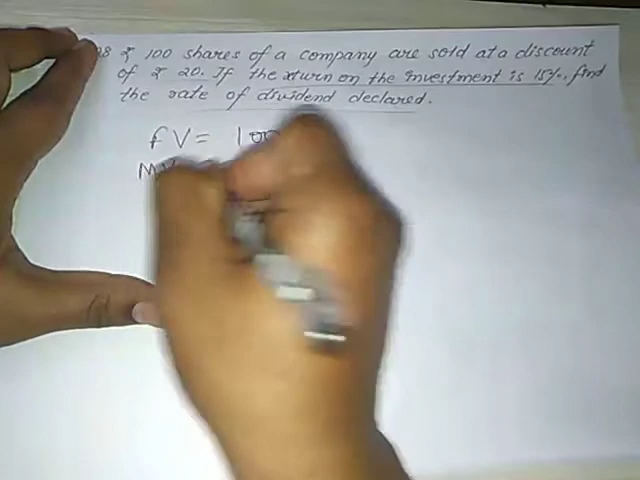 8 ₹ 100 shares of a company are sold at a discount
of ₹ 20. If the return on the investment is 15%. find
the rate of dividend declared.
f V = 100
M